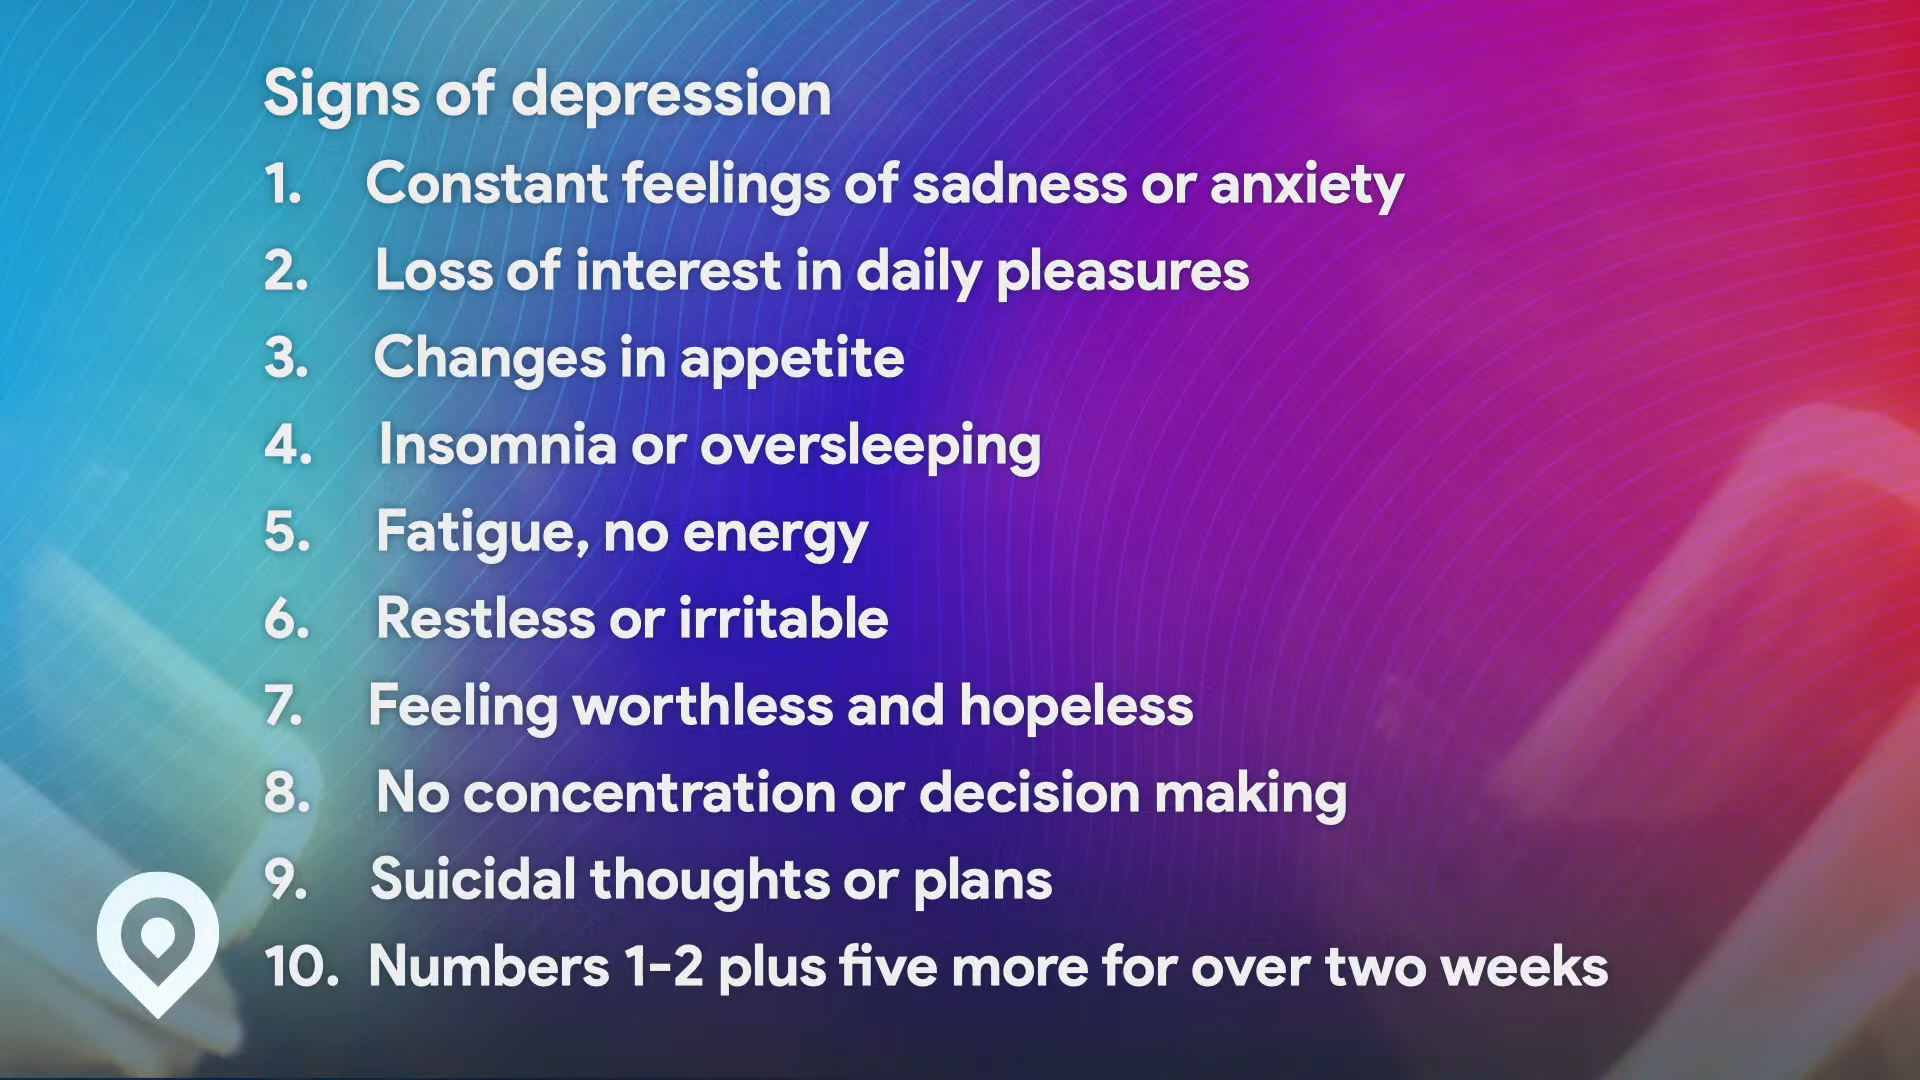 Signs of depression
1. Constant feelings of sadness or anxiety
2. Loss of interest in daily pleasures
3. Changes in appetite
4. Insomnia or oversleeping
5. Fatigue, no energy
6. Restless or irritable
7. Feeling worthless and hopeless
8. No concentration or decision making
9. Suicidal thoughts or plans
10. Numbers 1-2 plus five more for over two weeks